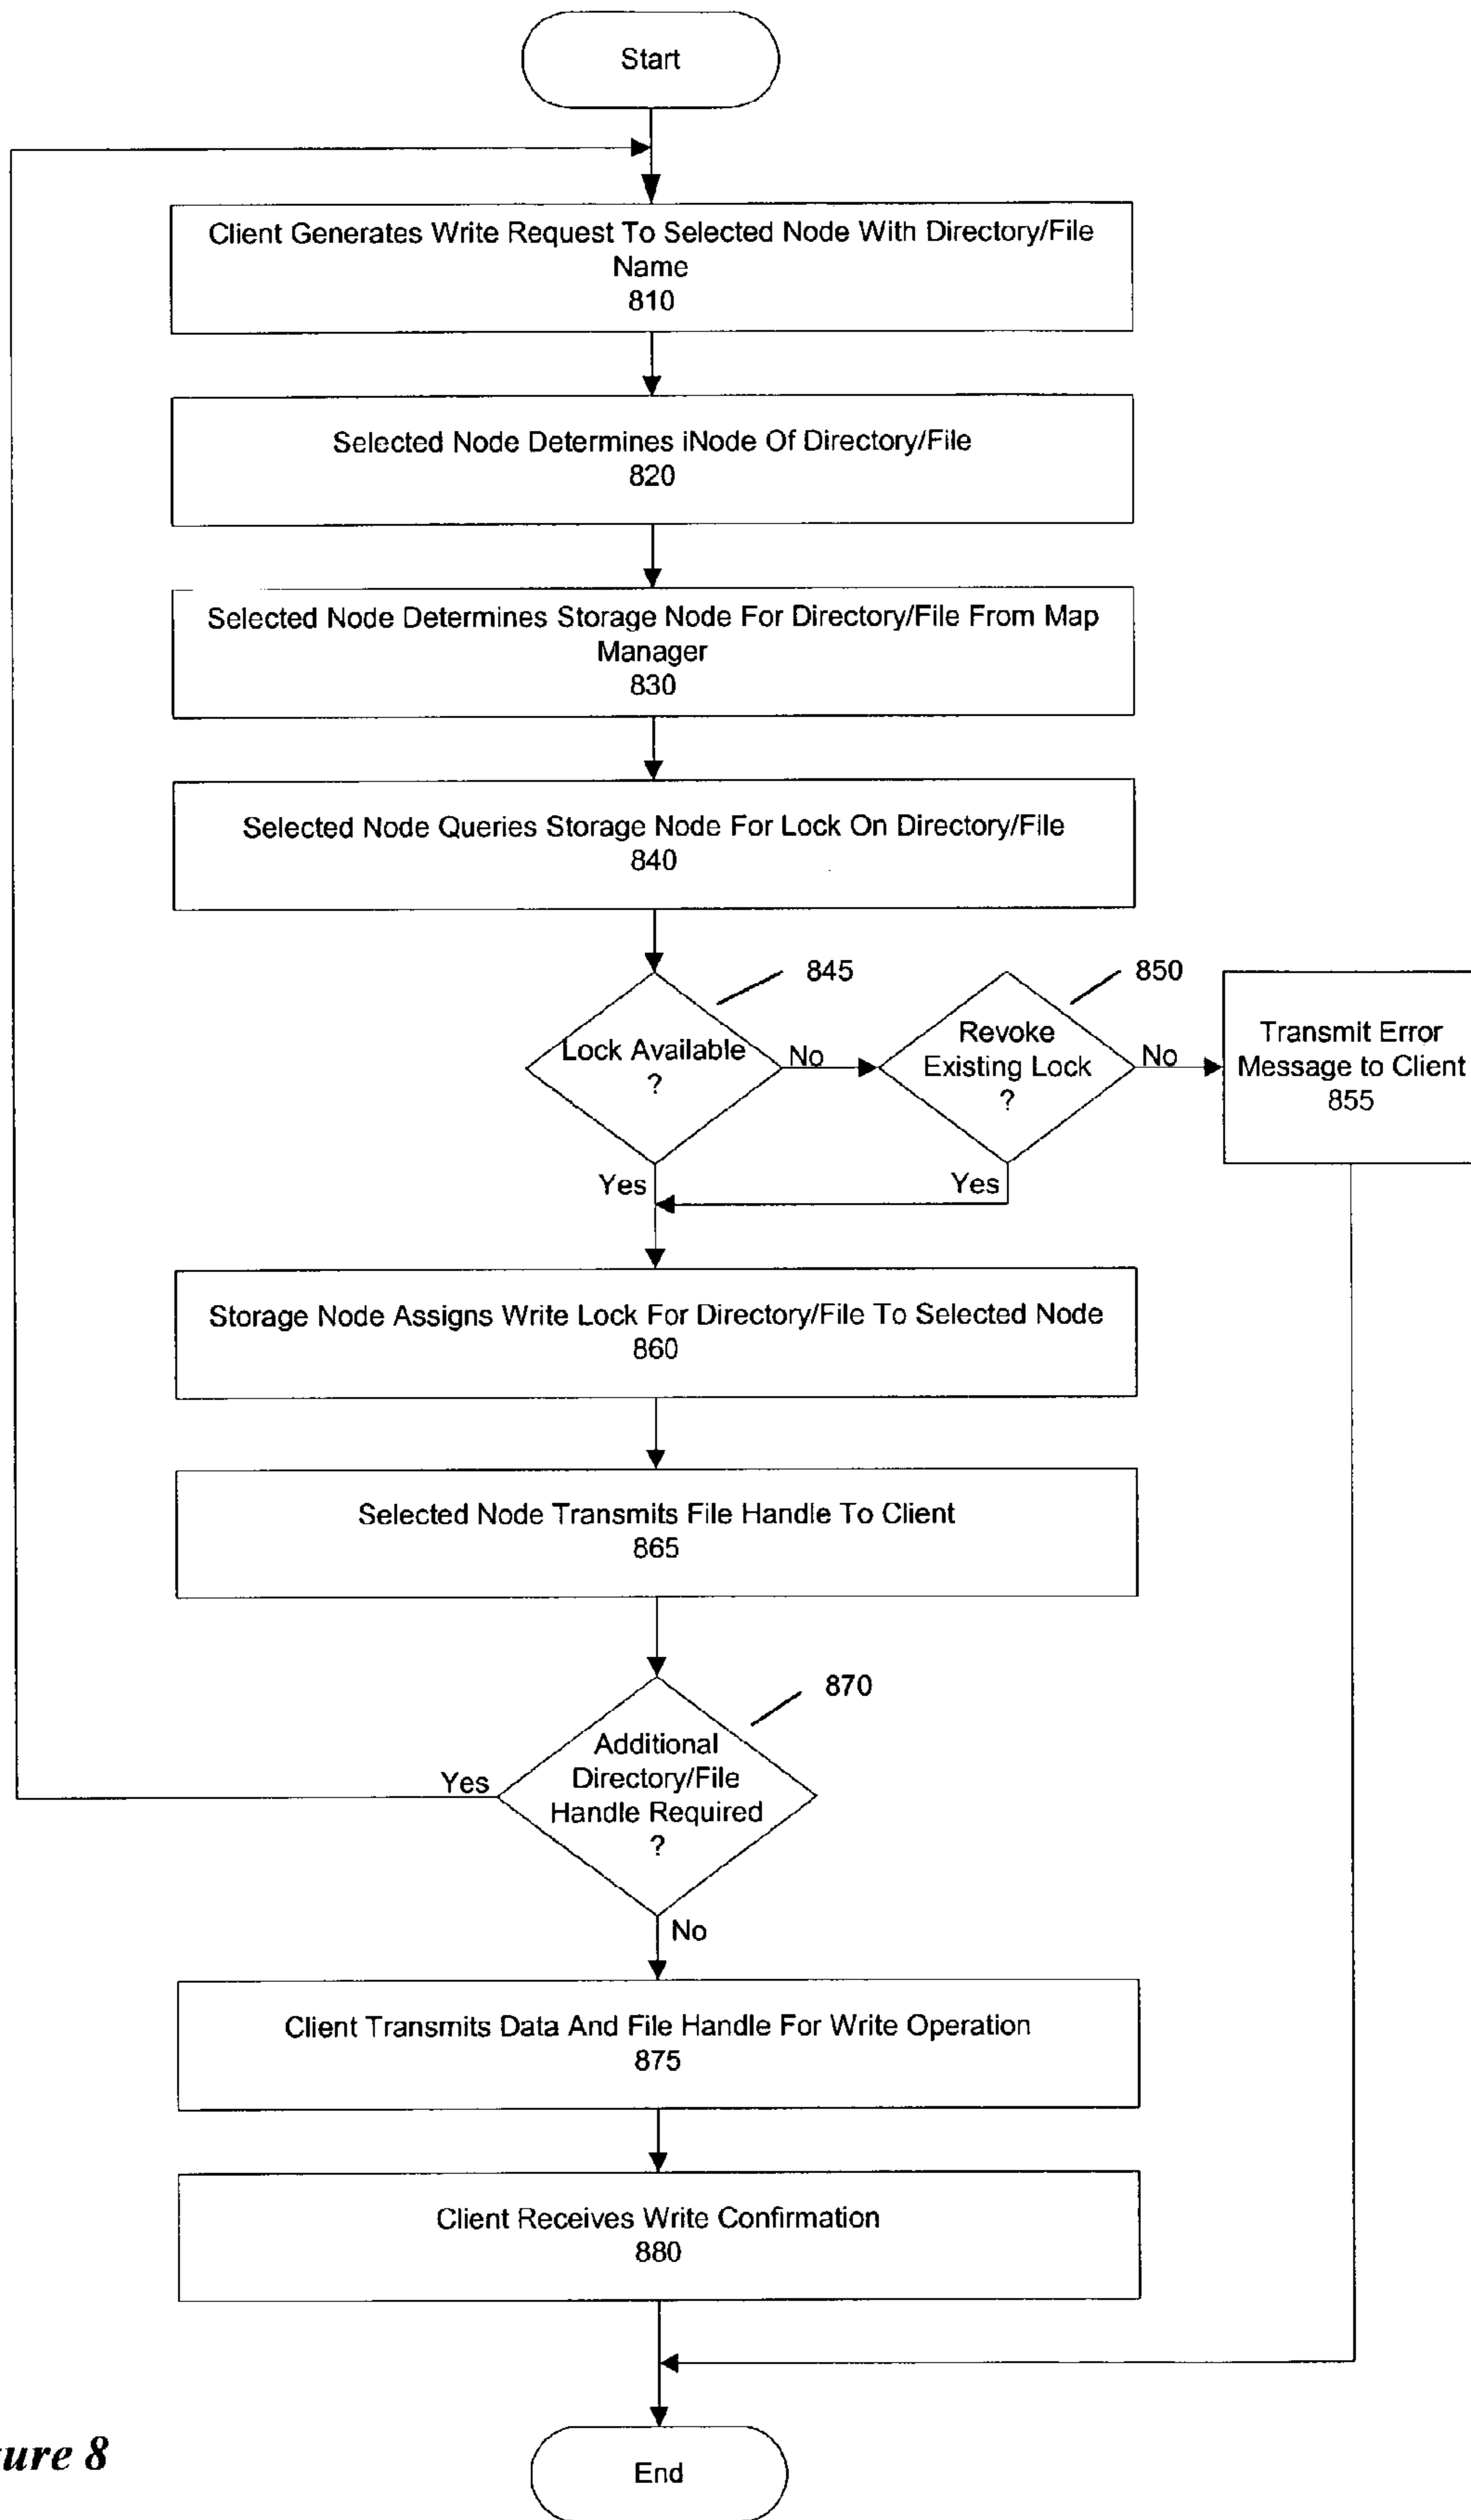 Start
Client Generates Write Request To Selected Node With Directory/File
Name
810
Selected Node Determines iNode Of Directory/File
820
Selected Node Determines Storage Node For Directory/File From Map
Manager
830
Selected Node Queries Storage Node For Lock On Directory/File
840
845
Lock Available
?
No
Yes
850
Revoke
Existing Lock
?
No
Yes
Transmit Error
Message to Client
855
Storage Node Assigns Write Lock For Directory/File To Selected Node
860
Selected Node Transmits File Handle To Client
865
870
Additional
Directory/File
Handle Required
?
Yes
No
Client Transmits Data And File Handle For Write Operation
875
Client Receives Write Confirmation
880
End
ure 8